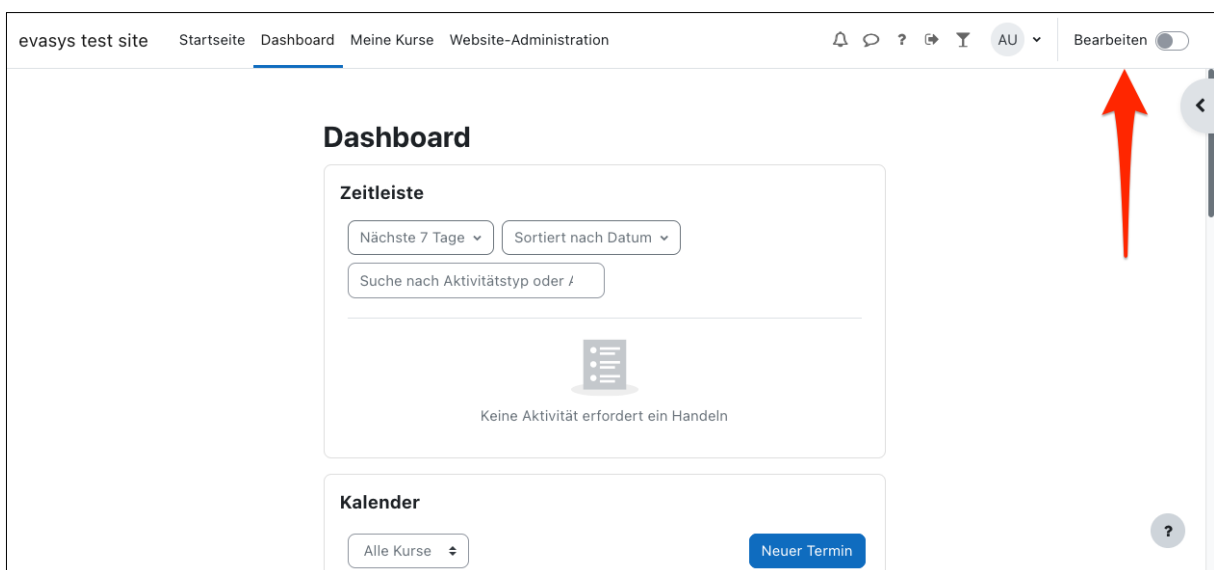 evasys test site Startseite Dashboard Meine Kurse Website-Administration ? AU Bearbeiten
Dashboard
Zeitleiste
Nächste 7 Tage Sortiert nach Datum
Suche nach Aktivitätstyp oder
Keine Aktivität erfordert ein Handeln
Kalender
Alle Kurse Neuer Termin
?